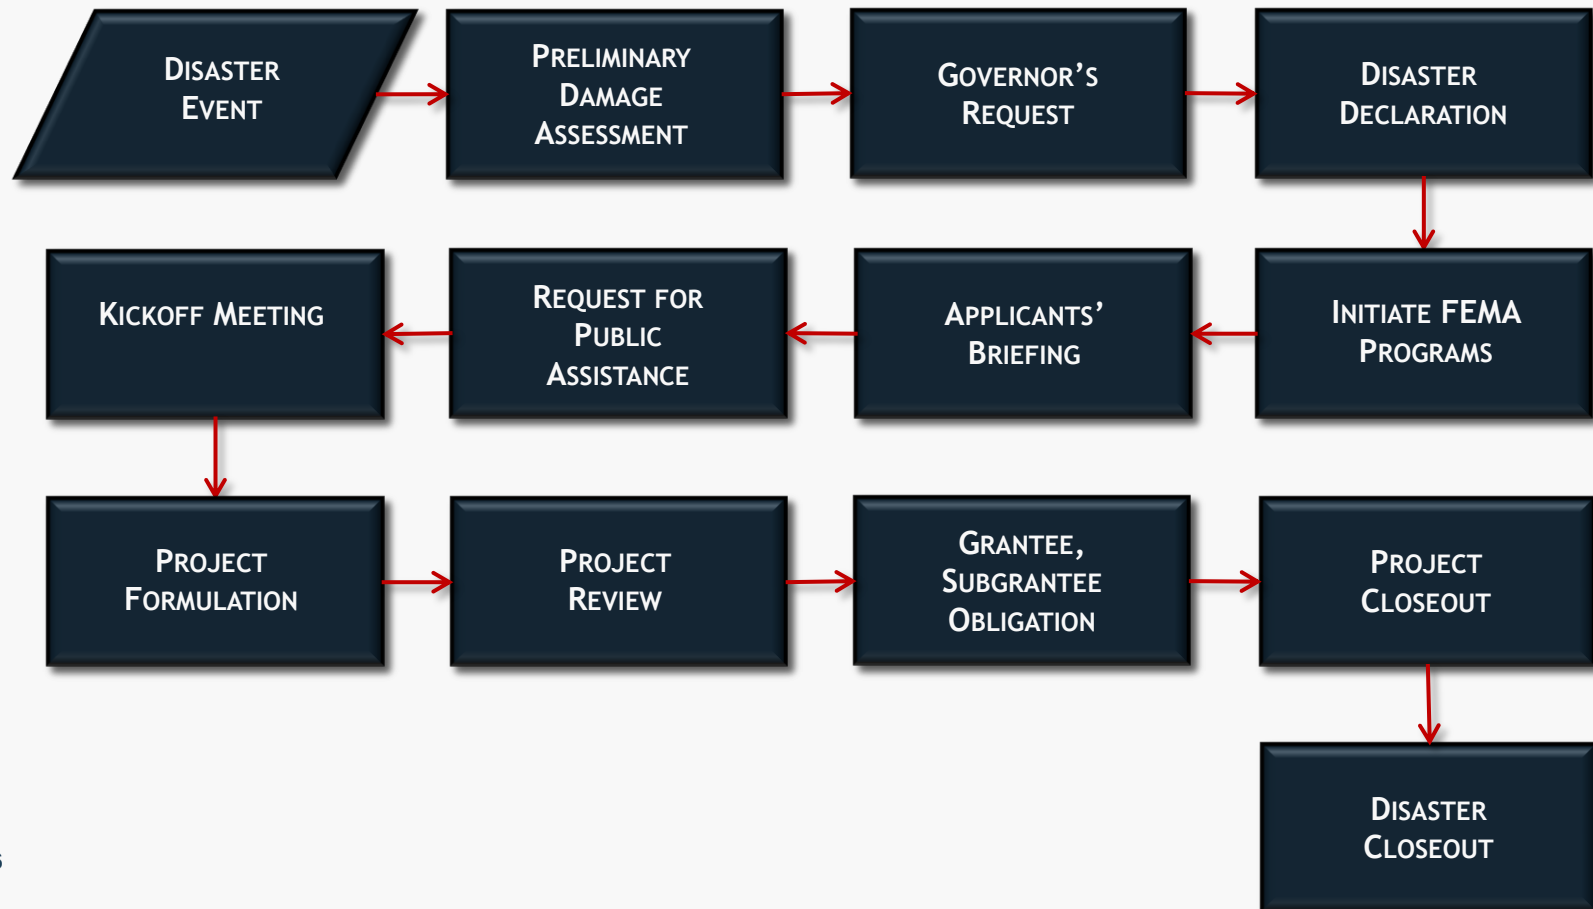 DISASTER
EVENT
PRELIMINARY
DAMAGE
ASSESSMENT
GOVERNOR’S
REQUEST
DISASTER
DECLARATION
KICKOFF MEETING
REQUEST FOR
PUBLIC
ASSISTANCE
APPLICANTS’
BRIEFING
INITIATE FEMA
PROGRAMS
PROJECT
FORMULATION
PROJECT
REVIEW
GRANTEE,
SUBGRANTEE
OBLIGATION
PROJECT
CLOSEOUT
DISASTER
CLOSEOUT